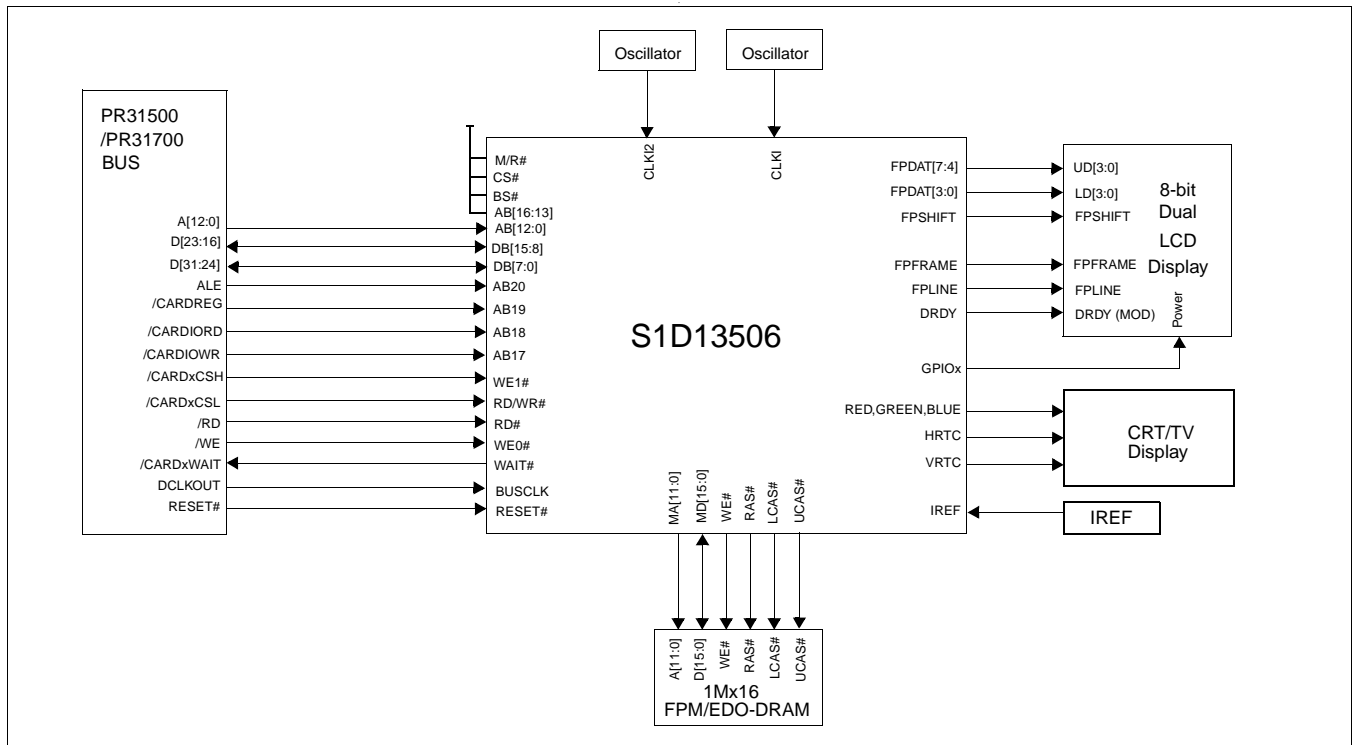 Oscillator
Oscillator
PR31500
/PR31700
BUS
A[12:0]
D[23:16]
D[31:24]
ALE
/CARDREG
/CARDIORD
/CARDIOWR
/CARDxCSH
/CARDxCSL
/RD
/WE
/CARDxWAIT
DCLKOUT
RESET#
M/R#
CS#
BS#
AB[16:13]
AB[12:0]
DB[15:8]
DB[7:0]
AB20
AB19
AB18
AB17
WE1#
RD/WR#
RD#
WE0#
WAIT#
BUSCLK
RESET#
CLKI2
CLKI
S1D13506
FPDAT[7:4]
FPDAT[3:0]
FPSHIFT
FPFRAME
FPLINE
DRDY
GPIOx
RED,GREEN,BLUE
HRTC
VRTC
IREF
UD[3:0]
LD[3:0]
FPSHIFT
FPFRAME
FPLINE
DRDY (MOD)
Power
8-bit
Dual
LCD
Display
CRT/TV
Display
IREF
MA[11:0]
MD[15:0]
WE#
RAS#
LCAS#
UCAS#
A[11:0]
D[15:0]
WE#
RAS#
LCAS#
UCAS#
1Mx16
FPM/EDO-DRAM